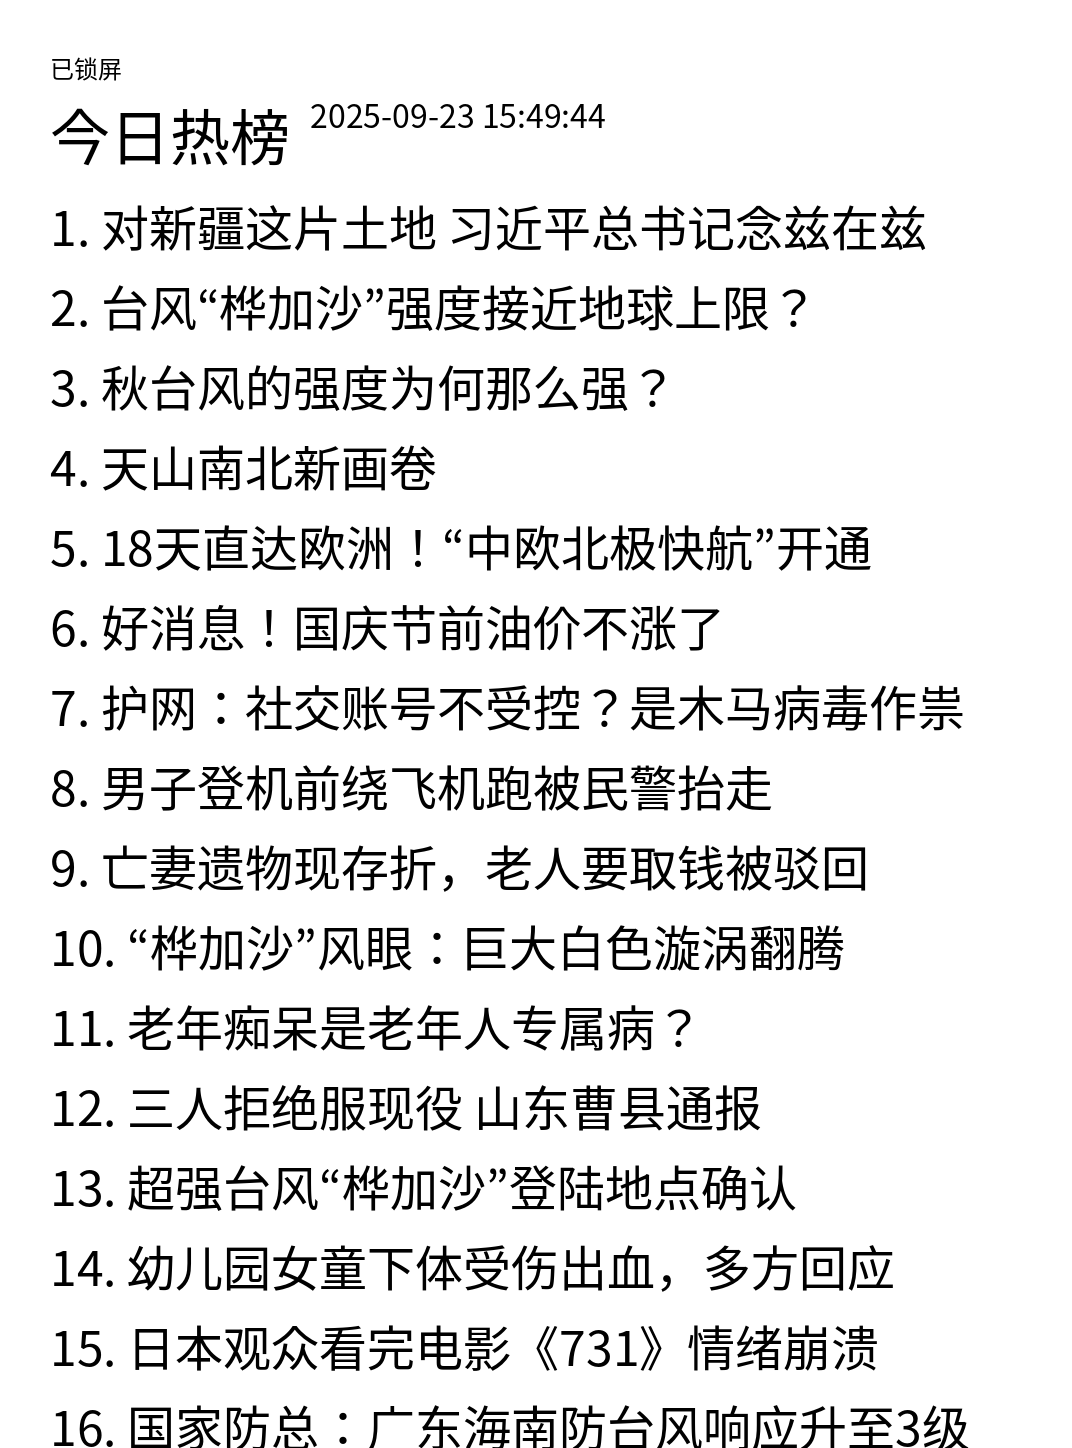 已锁屏
今日热榜 2025-09-23 15:49:44
1. 对新疆这片土地 习近平总书记念兹在兹
2. 台风“桦加沙”强度接近地球上限？
3. 秋台风的强度为何那么强？
4. 天山南北新画卷
5. 18天直达欧洲！“中欧北极快航”开通
6. 好消息！国庆节前油价不涨了
7. 护网：社交账号不受控？是木马病毒作祟
8. 男子登机前绕飞机跑被民警抬走
9. 亡妻遗物现存折，老人要取钱被驳回
10. “桦加沙”风眼：巨大白色漩涡翻腾
11. 老年痴呆是老年人专属病？
12. 三人拒绝服现役 山东曹县通报
13. 超强台风“桦加沙”登陆地点确认
14. 幼儿园女童下体受伤出血，多方回应
15. 日本观众看完电影《731》情绪崩溃
16. 国家防总：广东海南防台风响应升至3级